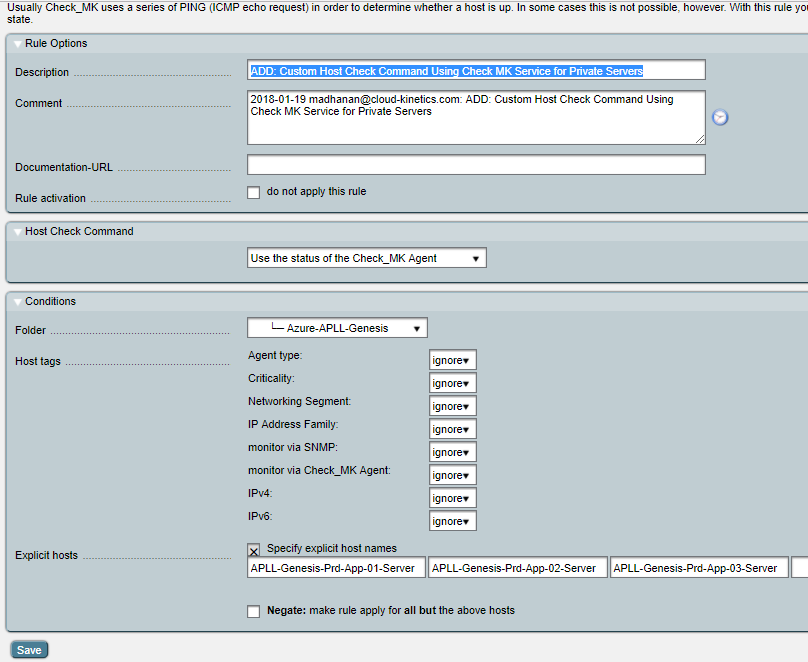 Usually Check_MK uses a series of PING (ICMP echo request) in order to determine whether a host is up. In some cases this is not possible, however. With this rule you
state.
Rule Options
Description
ADD: Custom Host Check Command Using Check MK Service for Private Servers
Comment
2018-01-19 madhanan@cloud-kinetics.com: ADD: Custom Host Check Command Using
Check MK Service for Private Servers
Documentation-URL
Rule activation
do not apply this rule
Host Check Command
Use the status of the Check_MK Agent
Conditions
Folder
Azure-APLL-Genesis
Host tags
Agent type: ignore
Criticality: ignore
Networking Segment: ignore
IP Address Family: ignore
monitor via SNMP: ignore
monitor via Check_MK Agent: ignore
IPv4: ignore
IPv6: ignore
Explicit hosts
Specify explicit host names
APLL-Genesis-Prd-App-01-Server APLL-Genesis-Prd-App-02-Server APLL-Genesis-Prd-App-03-Server
Negate: make rule apply for all but the above hosts
Save